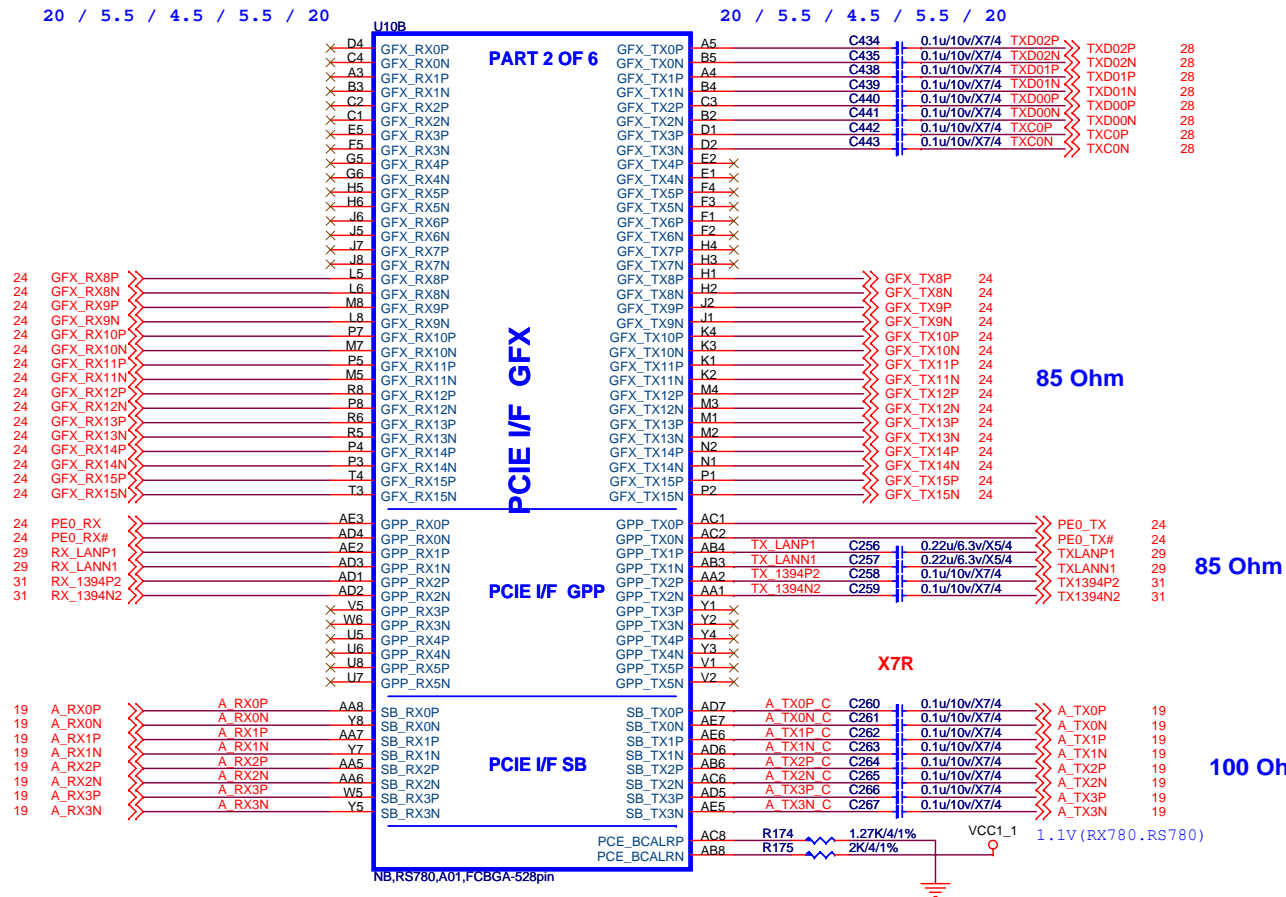 20 / 5.5 / 4.5 / 5.5 / 20 20 / 5.5 / 4.5 / 5.5 / 20
U10B
PART 2 OF 6
D4 GFX_RX0P GFX_TX0P A5 C434 0.1u/10v/X7/4 TXD02P TXD02P 28
C4 GFX_RX0N GFX_TX0N B5 C435 0.1u/10v/X7/4 TXD02N TXD02N 28
A3 GFX_RX1P GFX_TX1P A4 C438 0.1u/10v/X7/4 TXD01P TXD01P 28
B3 GFX_RX1N GFX_TX1N B4 C439 0.1u/10v/X7/4 TXD01N TXD01N 28
C2 GFX_RX2P GFX_TX2P C3 C440 0.1u/10v/X7/4 TXD00P TXD00P 28
C1 GFX_RX2N GFX_TX2N B2 C441 0.1u/10v/X7/4 TXD00N TXD00N 28
E5 GFX_RX3P GFX_TX3P D1 C442 0.1u/10v/X7/4 TXC0P TXC0P 28
F5 GFX_RX3N GFX_TX3N D2 C443 0.1u/10v/X7/4 TXC0N TXC0N 28
G5 GFX_RX4P GFX_TX4P E2
G6 GFX_RX4N GFX_TX4N E1
H5 GFX_RX5P GFX_TX5P F4
H6 GFX_RX5N GFX_TX5N F3
J6 GFX_RX6P GFX_TX6P F1
J5 GFX_RX6N GFX_TX6N F2
J7 GFX_RX7P GFX_TX7P H4
J8 GFX_RX7N GFX_TX7N H3
24 GFX_RX8P L5 GFX_RX8P GFX_TX8P H1 GFX_TX8P 24
24 GFX_RX8N L6 GFX_RX8N GFX_TX8N H2 GFX_TX8N 24
24 GFX_RX9P M8 GFX_RX9P GFX_TX9P J2 GFX_TX9P 24
24 GFX_RX9N L8 GFX_RX9N GFX_TX9N J1 GFX_TX9N 24
24 GFX_RX10P P7 GFX_RX10P GFX_TX10P K4 GFX_TX10P 24
24 GFX_RX10N M7 GFX_RX10N GFX_TX10N K3 GFX_TX10N 24
24 GFX_RX11P P5 GFX_RX11P GFX_TX11P K1 GFX_TX11P 24
24 GFX_RX11N M5 GFX_RX11N GFX_TX11N K2 GFX_TX11N 24
24 GFX_RX12P R8 GFX_RX12P GFX_TX12P M4 GFX_TX12P 24
24 GFX_RX12N P8 GFX_RX12N GFX_TX12N M3 GFX_TX12N 24
24 GFX_RX13P R6 GFX_RX13P GFX_TX13P M1 GFX_TX13P 24
24 GFX_RX13N R5 GFX_RX13N GFX_TX13N M2 GFX_TX13N 24
24 GFX_RX14P P4 GFX_RX14P GFX_TX14P N2 GFX_TX14P 24
24 GFX_RX14N P3 GFX_RX14N GFX_TX14N N1 GFX_TX14N 24
24 GFX_RX15P T4 GFX_RX15P GFX_TX15P P1 GFX_TX15P 24
24 GFX_RX15N T3 GFX_RX15N GFX_TX15N P2 GFX_TX15N 24
PCIE I/F GFX
85 Ohm
24 PE0_RX AE3 GPP_RX0P GPP_TX0P AC1 PE0_TX 24
24 PE0_RX# AD4 GPP_RX0N GPP_TX0N AC2 PE0_TX# 24
29 RX_LANP1 AE2 GPP_RX1P GPP_TX1P AB4 TX_LANP1 C256 0.22u/6.3v/X5/4 TXLANP1 29
29 RX_LANN1 AD3 GPP_RX1N GPP_TX1N AB3 TX_LANN1 C257 0.22u/6.3v/X5/4 TXLANN1 29
31 RX_1394P2 AD1 GPP_RX2P GPP_TX2P AA2 TX_1394P2 C258 0.1u/10v/X7/4 TX1394P2 31
31 RX_1394N2 AD2 GPP_RX2N GPP_TX2N AA1 TX_1394N2 C259 0.1u/10v/X7/4 TX1394N2 31
PCIE I/F GPP
85 Ohm
V5 GPP_RX3P GPP_TX3P Y1
W6 GPP_RX3N GPP_TX3N Y2
U5 GPP_RX4P GPP_TX4P Y4
U6 GPP_RX4N GPP_TX4N Y3
U8 GPP_RX5P GPP_TX5P V1
U7 GPP_RX5N GPP_TX5N V2
X7R
19 A_RX0P A_RX0P AA8 SB_RX0P SB_TX0P AD7 A_TX0P_C C260 0.1u/10v/X7/4 A_TX0P 19
19 A_RX0N A_RX0N Y8 SB_RX0N SB_TX0N AE7 A_TX0N_C C261 0.1u/10v/X7/4 A_TX0N 19
19 A_RX1P A_RX1P AA7 SB_RX1P SB_TX1P AE6 A_TX1P_C C262 0.1u/10v/X7/4 A_TX1P 19
19 A_RX1N A_RX1N Y7 SB_RX1N SB_TX1N AD6 A_TX1N_C C263 0.1u/10v/X7/4 A_TX1N 19
19 A_RX2P A_RX2P AA5 SB_RX2P SB_TX2P AB6 A_TX2P_C C264 0.1u/10v/X7/4 A_TX2P 19
19 A_RX2N A_RX2N AA6 SB_RX2N SB_TX2N AC6 A_TX2N_C C265 0.1u/10v/X7/4 A_TX2N 19
19 A_RX3P A_RX3P W5 SB_RX3P SB_TX3P AD5 A_TX3P_C C266 0.1u/10v/X7/4 A_TX3P 19
19 A_RX3N A_RX3N Y5 SB_RX3N SB_TX3N AE5 A_TX3N_C C267 0.1u/10v/X7/4 A_TX3N 19
PCIE I/F SB
100 Oh
PCE_BCALRP AC8 R174 1.27K/4/1% VCC1_1 1.1V(RX780.RS780)
PCE_BCALRN AB8 R175 2K/4/1%
NB,RS780,A01,FCBGA-528pin